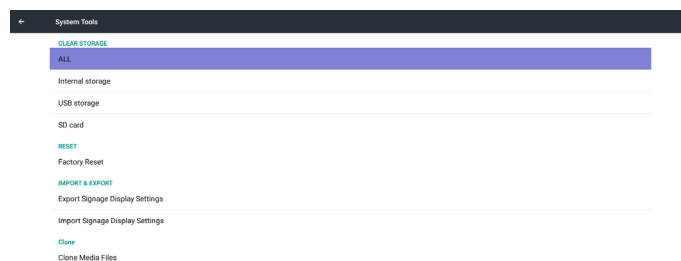 System Tools
CLEAR STORAGE
ALL
Internal storage
USB storage
SD card
RESET
Factory Reset
IMPORT & EXPORT
Export Signage Display Settings
Import Signage Display Settings
Clone
Clone Media Files